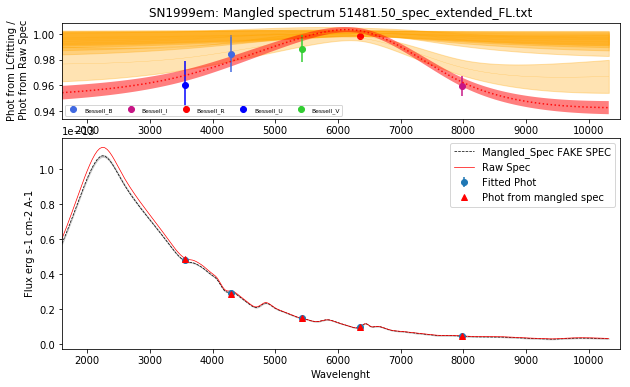 SN1999em: Mangled spectrum 51481.50_spec_extended_FL.txt
Phot from LCfitting /
Phot from Raw Spec
1.00
0.98
0.96
0.94
Bessell_B
Bessell_I
Bessell_R
Bessell_U
Bessell_V
2000 3000 4000 5000 6000 7000 8000 9000 10000
1e−13
Flux erg s-1 cm-2 A-1
1.0
0.8
0.6
0.4
0.2
0.0
Mangled_Spec FAKE SPEC
Raw Spec
Fitted Phot
Phot from mangled spec
2000 3000 4000 5000 6000 7000 8000 9000 10000
Wavelenght